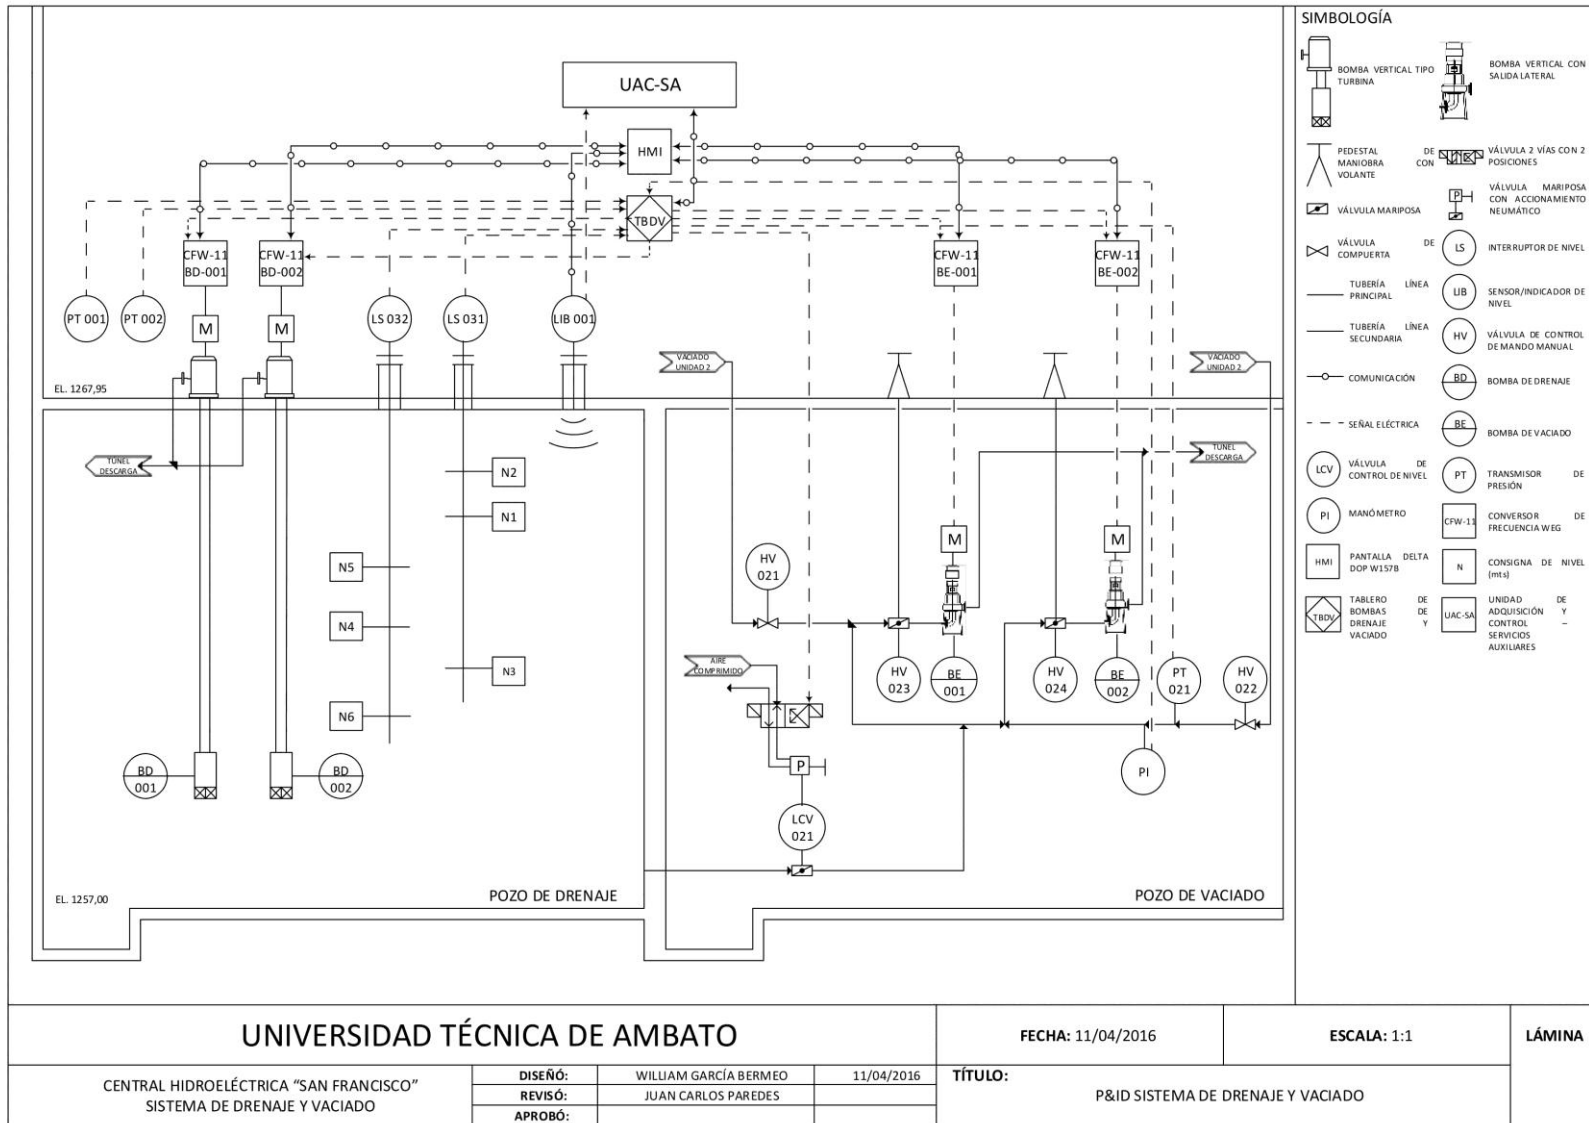 UAC-SA
HMI
TBDV
CFW-11
BD-001
CFW-11
BD-002
CFW-11
BE-001
CFW-11
BE-002
PT 001
PT 002
M
M
LS 032
LS 031
LIB 001
EL. 1267,95
VACIADO
UNIDAD 2
VACIADO
UNIDAD 2
TUNEL
DESCARGA
TUNEL
DESCARGA
N2
N1
N5
N4
N3
N6
BD
001
BD
002
HV
021
M
M
AIRE
COMPRIMIDO
HV
023
BE
001
HV
024
BE
002
PT
021
HV
022
P
PI
LCV
021
EL. 1257,00
POZO DE DRENAJE
POZO DE VACIADO
SIMBOLOGÍA
BOMBA VERTICAL TIPO
TURBINA
BOMBA VERTICAL CON
SALIDA LATERAL
PEDESTAL DE
MANIOBRA CON
VOLANTE
VÁLVULA 2 VÍAS CON 2
POSICIONES
VÁLVULA MARIPOSA
P
VÁLVULA MARIPOSA
CON ACCIONAMIENTO
NEUMÁTICO
VÁLVULA DE
COMPUERTA
LS
INTERRUPTOR DE NIVEL
TUBERÍA LÍNEA
PRINCIPAL
LIB
SENSOR/INDICADOR DE
NIVEL
TUBERÍA LÍNEA
SECUNDARIA
HV
VÁLVULA DE CONTROL
DE MANDO MANUAL
COMUNICACIÓN
BD
BOMBA DE DRENAJE
SEÑAL ELÉCTRICA
BE
BOMBA DE VACIADO
LCV
VÁLVULA DE
CONTROL DE NIVEL
PT
TRANSMISOR DE
PRESIÓN
PI
MANÓMETRO
CFW-11
CONVERSOR DE
FRECUENCIA WEG
HMI
PANTALLA DELTA
DOP W157B
N
CONSIGNA DE NIVEL
(mts)
TBDV
TABLERO DE
BOMBAS DE
DRENAJE Y
VACIADO
UAC-SA
UNIDAD DE
ADQUISICIÓN Y
CONTROL –
SERVICIOS
AUXILIARES
UNIVERSIDAD TÉCNICA DE AMBATO
FECHA: 11/04/2016
ESCALA: 1:1
LÁMINA
CENTRAL HIDROELÉCTRICA “SAN FRANCISCO”
SISTEMA DE DRENAJE Y VACIADO
DISEÑO: WILLIAM GARCÍA BERMEO 11/04/2016
REVISÓ: JUAN CARLOS PAREDES
APROBÓ:
TÍTULO:
P&ID SISTEMA DE DRENAJE Y VACIADO